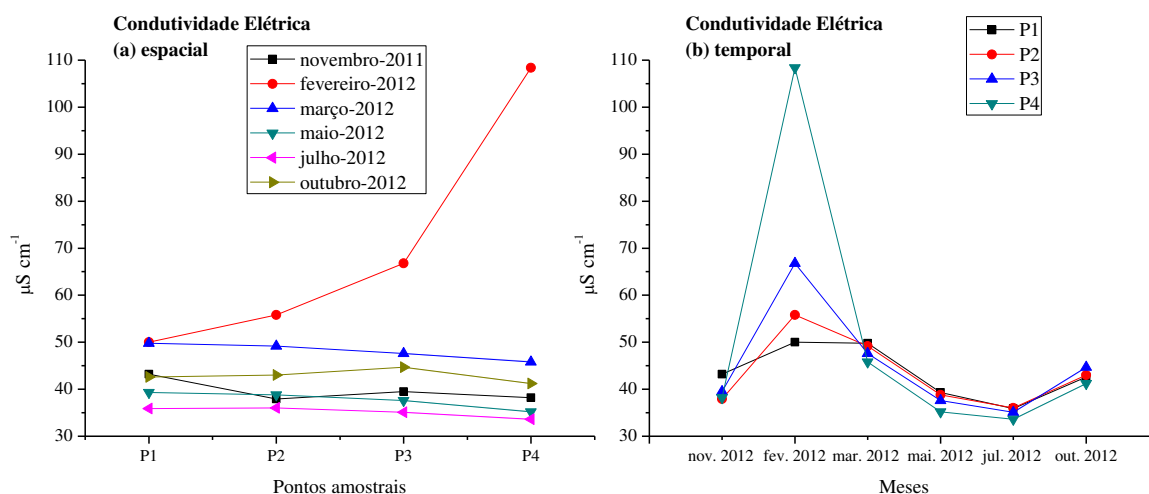 Condutividade Elétrica
(a) espacial
novembro-2011
fevereiro-2012
março-2012
maio-2012
julho-2012
outubro-2012
110
100
90
80
70
60
50
40
30
µS cm-1
P1 P2 P3 P4
Pontos amostrais
Condutividade Elétrica
(b) temporal
P1
P2
P3
P4
110
100
90
80
70
60
50
40
30
µS cm-1
nov. 2012 fev. 2012 mar. 2012 mai. 2012 jul. 2012 out. 2012
Meses